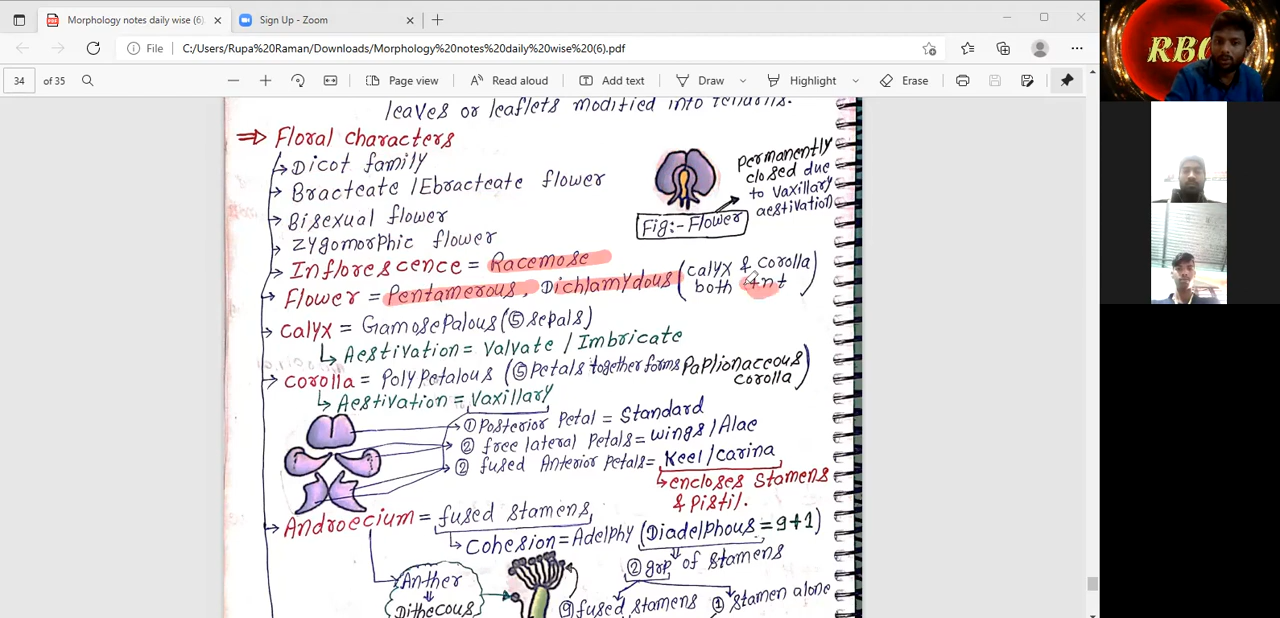 Morphology notes daily wise (6).
Sign Up - Zoom
File
C:/Users/Rupa%20Raman/Downloads/Morphology%20notes%20daily%20wise%20(6).pdf
34 of 35
Page view
Read aloud
Add text
Draw
Highlight
Erase
RBC
leaves or leaflets modified into tendrils.
⇒ Floral characters
→ Dicot family
→ Bracteate /Ebracteate flower
→ Bisexual flower
→ Zygomorphic flower
→ Inflorescence = Racemose
→ Flower = Pentamerous, Dichlamydous (calyx & corolla both
permanently closed due to vaxillary aestivation
Fig:- Flower
→ calyx = Gamosepalous (⑤ sepals)
↳ Aestivation = valvate / Imbricate
→ corolla = Polypetalous (⑤ Petals together forms Paplionaceous corolla)
↳ Aestivation = Vaxillary
① Posterior Petal = Standard
② free lateral Petals = wings / Alae
② fused Anterior Petals = Keel/carina
↳ encloses stamens & Pistil.
→ Androecium = fused stamens
↳ Cohesion = Adelphy (Diadelphous = 9+1)
② grp of stamens
Anther
Dithecous
⑨ fused stamens
① stamen alone